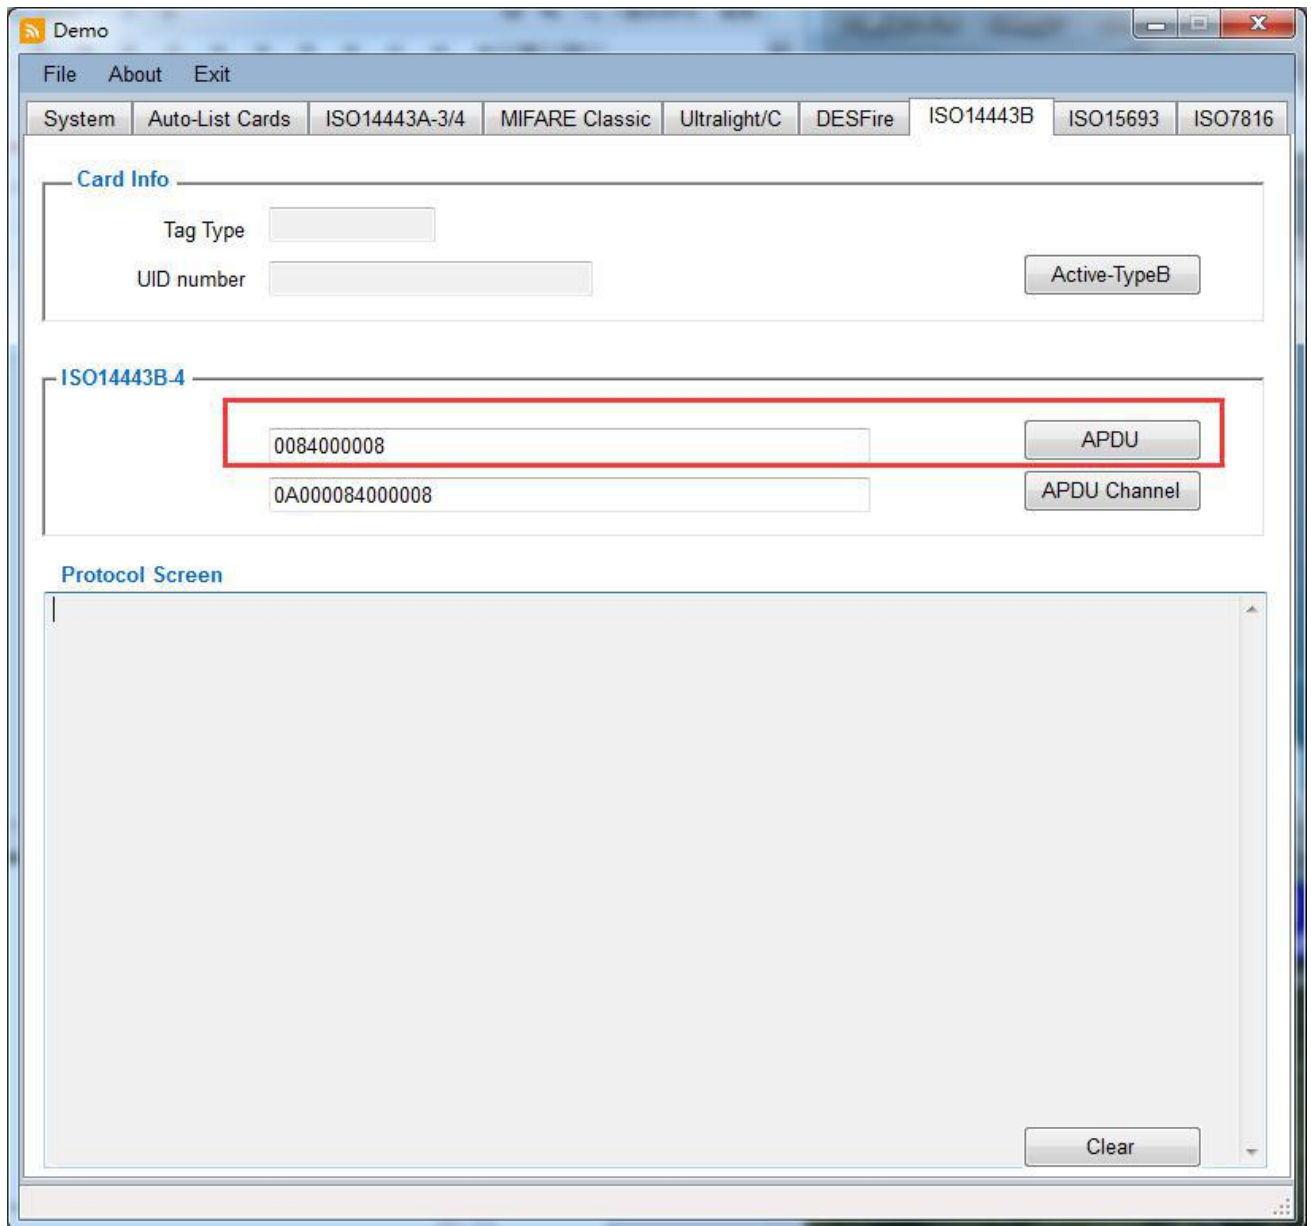 Demo
File About Exit
System Auto-List Cards ISO14443A-3/4 MIFARE Classic Ultralight/C DESFire ISO14443B ISO15693 ISO7816
Card Info
Tag Type
UID number
Active-TypeB
ISO14443B-4
0084000008
APDU
0A000084000008
APDU Channel
Protocol Screen
Clear